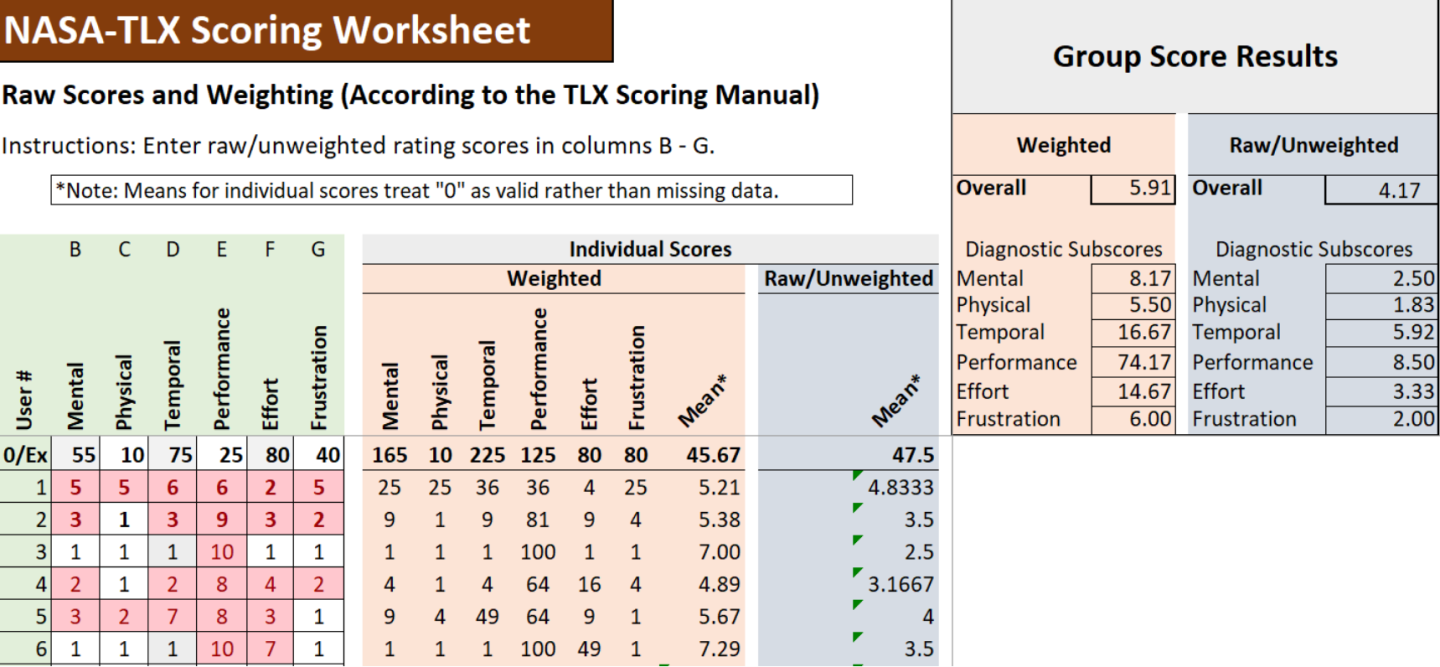 NASA-TLX Scoring Worksheet
Raw Scores and Weighting (According to the TLX Scoring Manual)
Instructions: Enter raw/unweighted rating scores in columns B - G.
*Note: Means for individual scores treat "0" as valid rather than missing data.
Group Score Results
Weighted Raw/Unweighted
Overall 5.91 Overall 4.17
Diagnostic Subscores Diagnostic Subscores
Mental 8.17 Mental 2.50
Physical 5.50 Physical 1.83
Temporal 16.67 Temporal 5.92
Performance 74.17 Performance 8.50
Effort 14.67 Effort 3.33
Frustration 6.00 Frustration 2.00
B C D E F G Individual Scores
Weighted Raw/Unweighted
User # Mental Physical Temporal Performance Effort Frustration Mental Physical Temporal Performance Effort Frustration Mean* Mean*
0/Ex 55 10 75 25 80 40 165 10 225 125 80 80 45.67 47.5
1 5 5 6 6 2 5 25 25 36 36 4 25 5.21 4.8333
2 3 1 3 9 3 2 9 1 9 81 9 4 5.38 3.5
3 1 1 1 10 1 1 1 1 1 100 1 1 7.00 2.5
4 2 1 2 8 4 2 4 1 4 64 16 4 4.89 3.1667
5 3 2 7 8 3 1 9 4 49 64 9 1 5.67 4
6 1 1 1 10 7 1 1 1 1 100 49 1 7.29 3.5